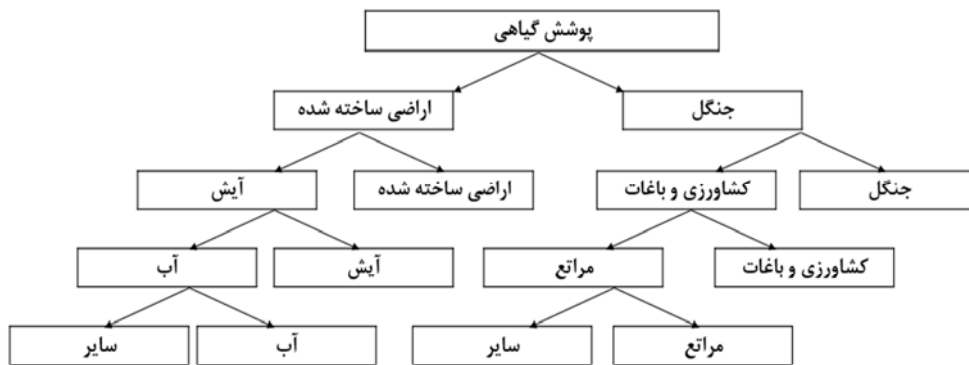 پوشش گیاهی
جنگل
اراضی ساخته شده
جنگل
کشاورزی و باغات
اراضی ساخته شده
آیش
کشاورزی و باغات
مراتع
آیش
آب
مراتع
سایر
آب
سایر